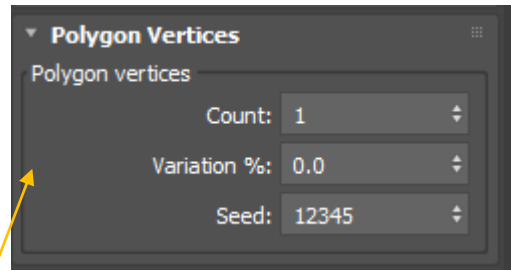 Polygon Vertices
Polygon vertices
Count: 1
Variation %: 0.0
Seed: 12345